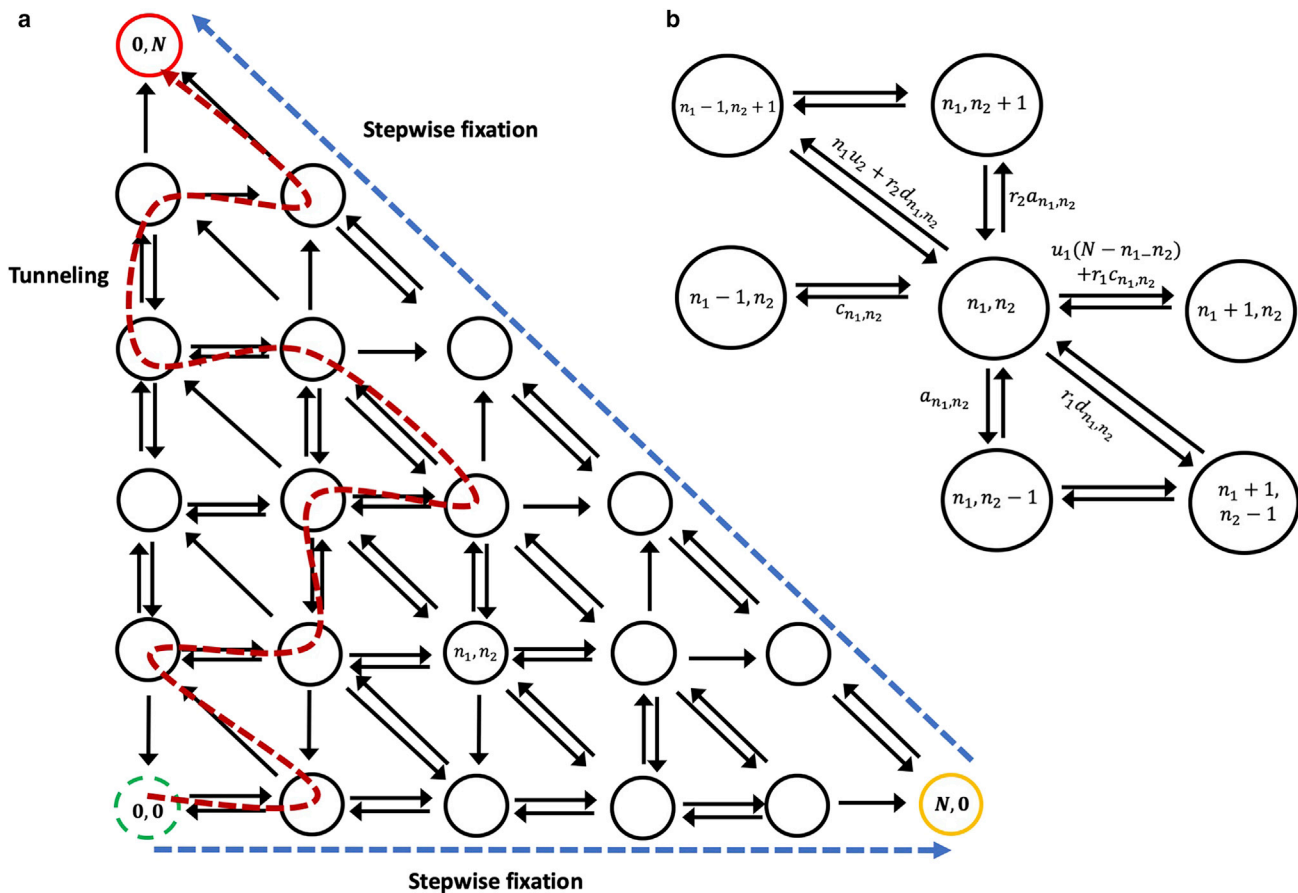 a
0, N
Stepwise fixation
Tunneling
n₁, n₂
0, 0
N, 0
Stepwise fixation
b
n₁ − 1, n₂ + 1
n₁, n₂ + 1
n₁u₂ + r₂d_{n₁,n₂}
r₂a_{n₁,n₂}
u₁(N − n₁₋n₂)
+r₁c_{n₁,n₂}
n₁ − 1, n₂
c_{n₁,n₂}
n₁, n₂
n₁ + 1, n₂
a_{n₁,n₂}
r₁d_{n₁,n₂}
n₁, n₂ − 1
n₁ + 1,
n₂ − 1